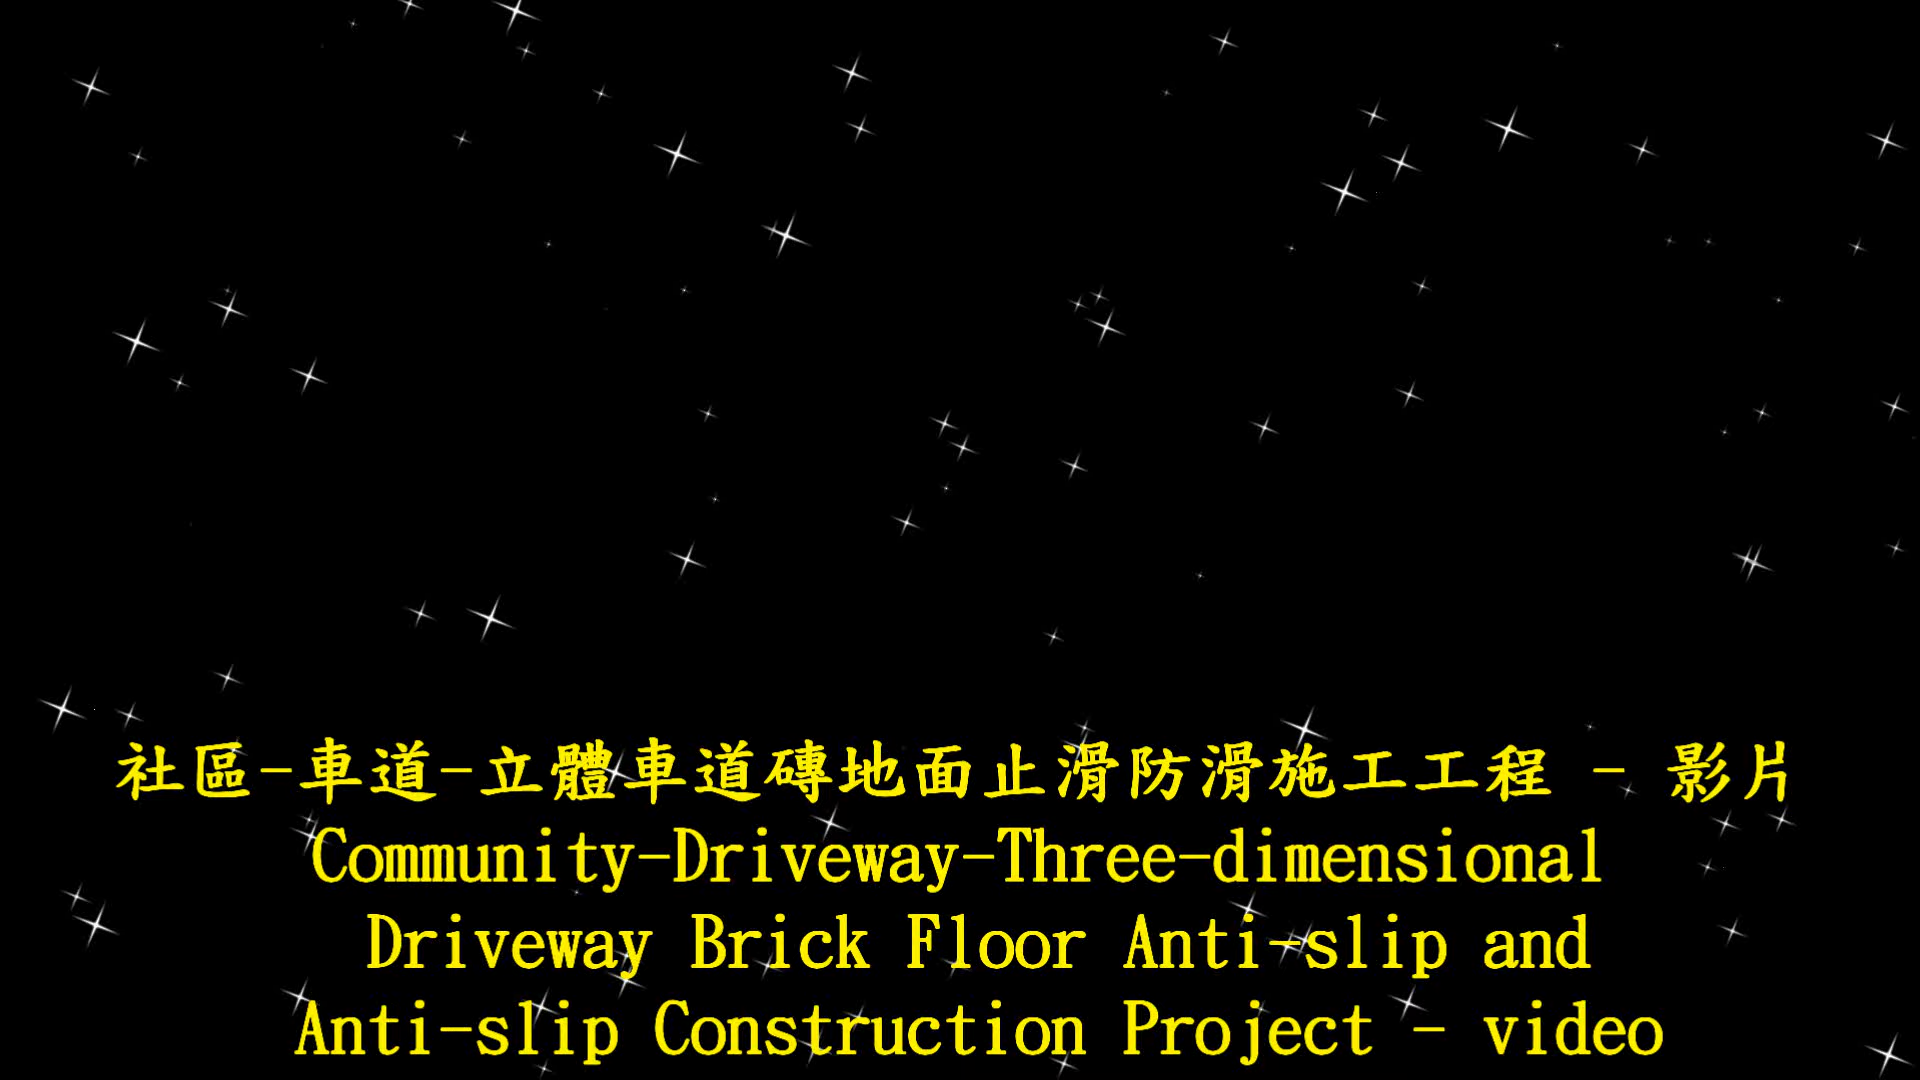 社區-車道-立體車道磚地面止滑防滑施工工程 - 影片
Community-Driveway-Three-dimensional
Driveway Brick Floor Anti-slip and
Anti-slip Construction Project - video